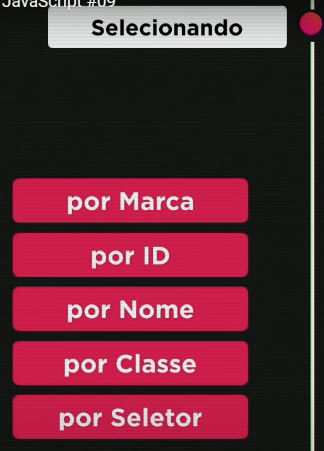 JavaScript #09
Selecionando
por Marca
por ID
por Nome
por Classe
por Seletor